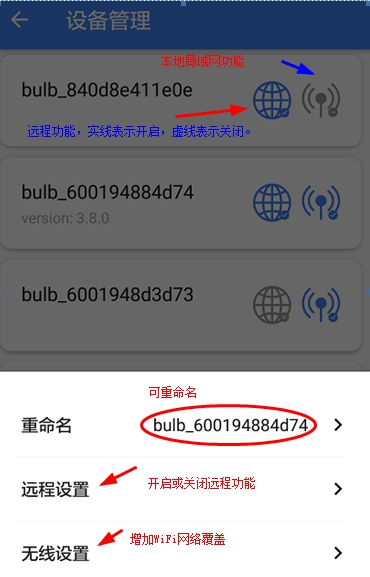 设备管理
本地局域网功能
bulb_840d8e411e0e
远程功能，实线表示开启，虚线表示关闭。
bulb_600194884d74
version: 3.8.0
bulb_6001948d3d73
可重命名
重命名 bulb_600194884d74
远程设置 开启或关闭远程功能
无线设置 增加WiFi网络覆盖